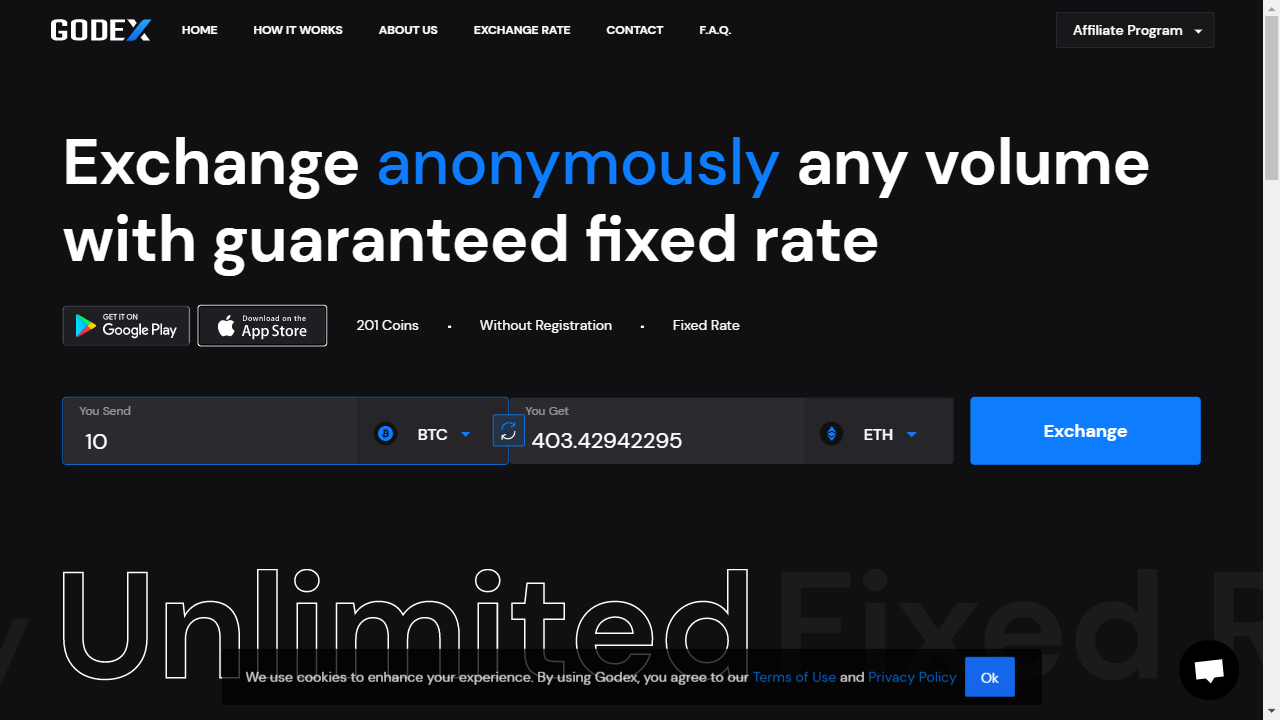 GODEX HOME HOW IT WORKS ABOUT US EXCHANGE RATE CONTACT F.A.Q. Affiliate Program
Exchange anonymously any volume
with guaranteed fixed rate
GET IT ON
Google Play
Download on the
App Store
201 Coins · Without Registration · Fixed Rate
You Send
10
BTC
You Get
403.42942295
ETH
Exchange
Unlimited Fixed R
We use cookies to enhance your experience. By using Godex, you agree to our Terms of Use and Privacy Policy Ok